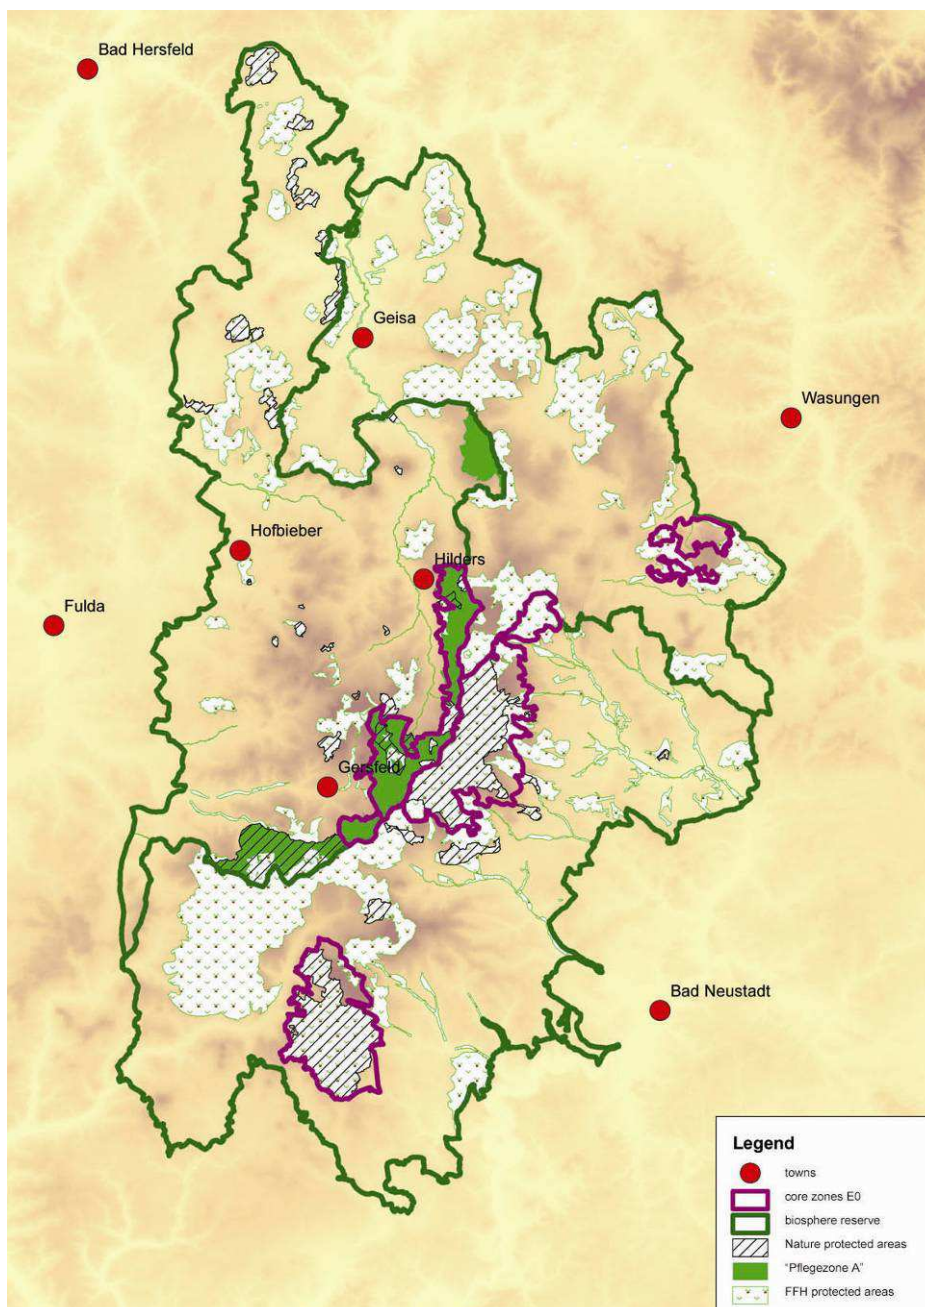 Bad Hersfeld
Geisa
Wasungen
Hofbieber
Hilders
Fulda
Gersfeld
Bad Neustadt
Legend
towns
core zones E0
biosphere reserve
Nature protected areas
"Pflegezone A"
FFH protected areas